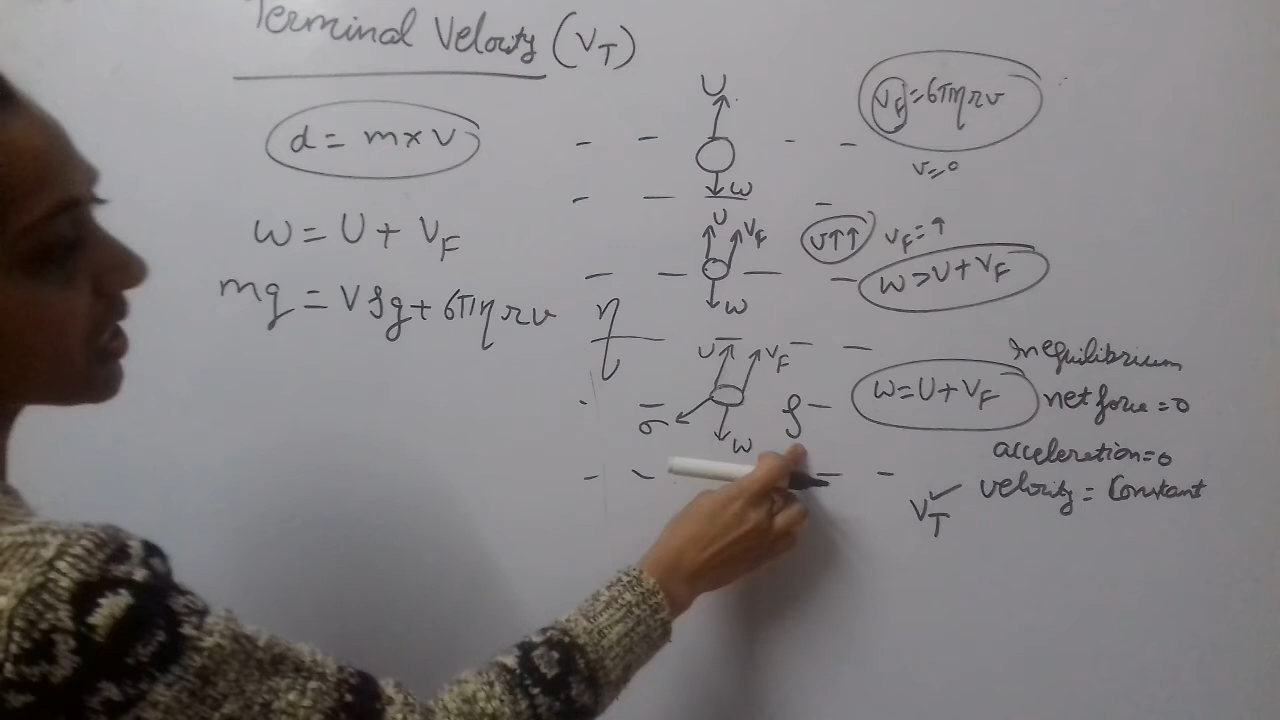 Terminal Velocity (VT)
d = m × v
W = U + VF
mg = Vρg + 6πηrv
U
W
VF = 6πηrv
v = 0
U
VF
W
v↑↑
VF = ↑
W > U + VF
η
U
VF
σ
W
ρ
W = U + VF
In equilibrium
net force = 0
acceleration = 0
velocity = Constant
VT ✓